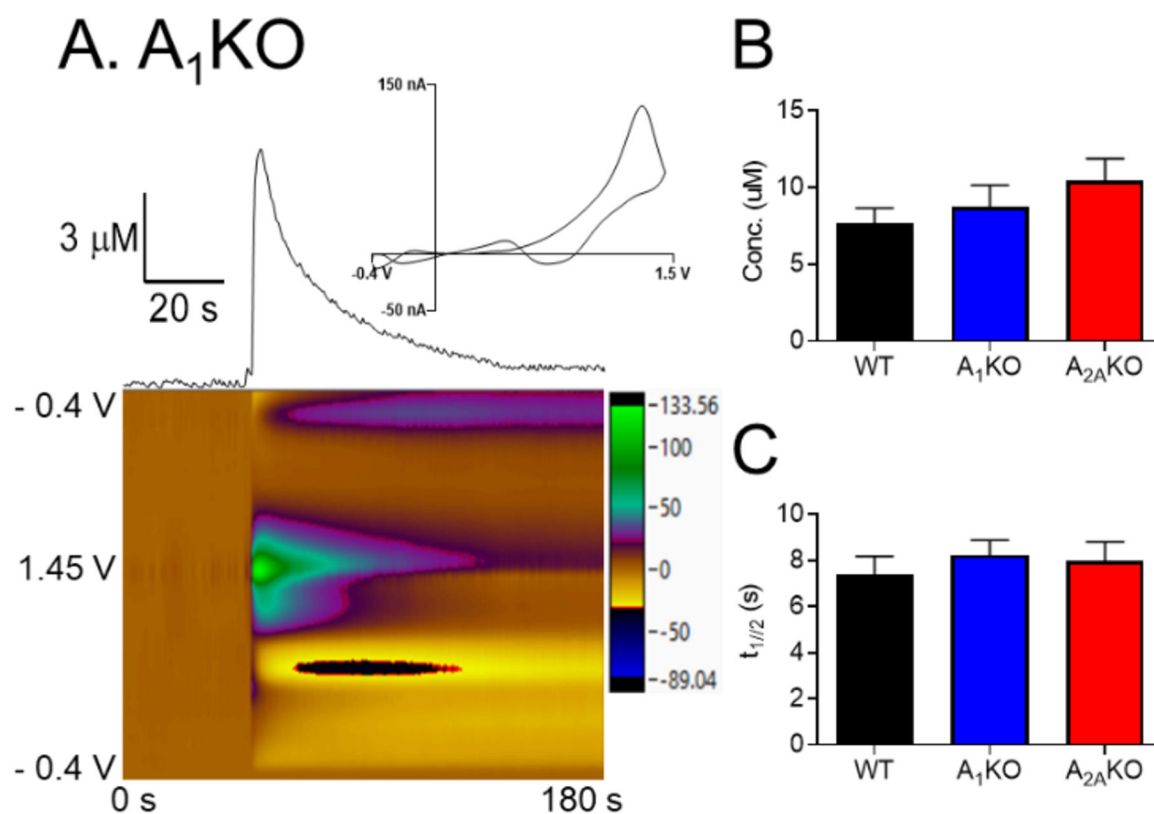 A. A₁KO
150 nA
-0.4 V
1.5 V
-50 nA
3 μM
20 s
- 0.4 V
1.45 V
- 0.4 V
0 s
180 s
-133.56
-100
-50
-0
--50
--89.04
B
Conc. (uM)
15
10
5
0
WT
A₁KO
A₂ₐKO
C
t₁//₂ (s)
10
8
6
4
2
0
WT
A₁KO
A₂ₐKO